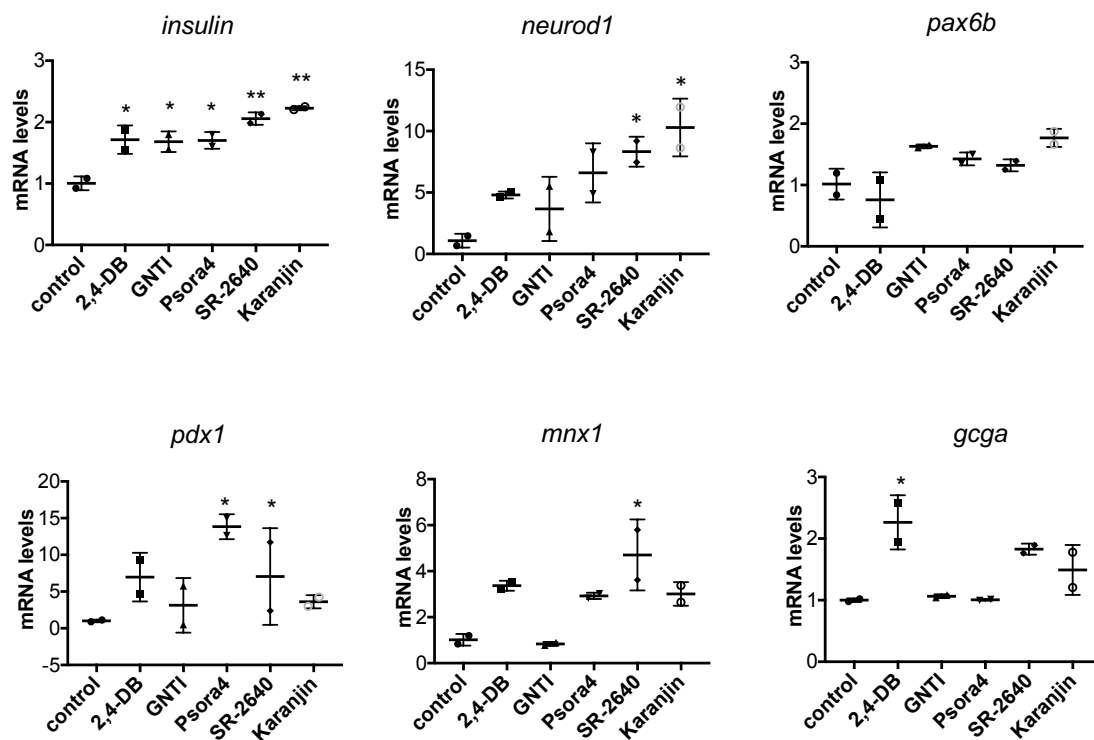 insulin
mRNA levels
3
2
1
0
* * * ** **
control
2,4-DB
GNTI
Psora4
SR-2640
Karanjin
neurod1
mRNA levels
15
10
5
0
* *
control
2,4-DB
GNTI
Psora4
SR-2640
Karanjin
pax6b
mRNA levels
3
2
1
0
control
2,4-DB
GNTI
Psora4
SR-2640
Karanjin
pdx1
mRNA levels
20
15
10
5
0
-5
* *
control
2,4-DB
GNTI
Psora4
SR-2640
Karanjin
mnx1
mRNA levels
8
6
4
2
0
*
control
2,4-DB
GNTI
Psora4
SR-2640
Karanjin
gcga
mRNA levels
3
2
1
0
*
control
2,4-DB
GNTI
Psora4
SR-2640
Karanjin